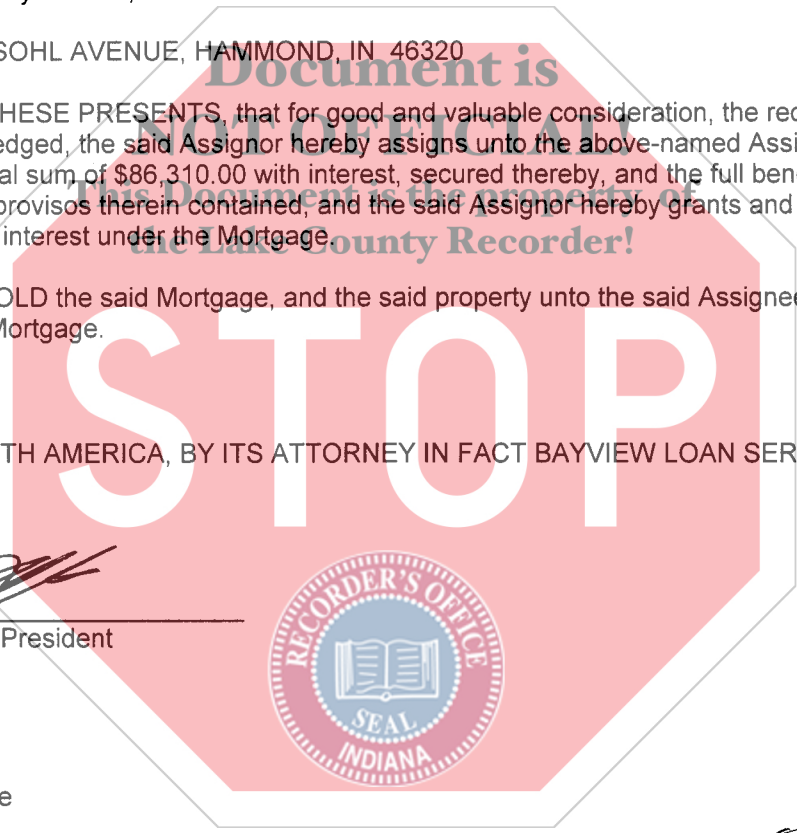 SOHL AVENUE, HAMMOND, IN 46320
Document is
HESE PRESENTS, that for good and valuable consideration, the rec
NOT OFFICIAL!
edged, the said Assignor hereby assigns unto the above-named Assi
al sum of $86,310.00 with interest, secured thereby, and the full ben
This Document is the property of
provisos therein contained, and the said Assignor hereby grants and
interest under the Mortgage.
the Lake County Recorder!
OLD the said Mortgage, and the said property unto the said Assignee
Mortgage.
STOP
TH AMERICA, BY ITS ATTORNEY IN FACT BAYVIEW LOAN SER
President
RECORDER'S OFFICE
SEAL
INDIANA
e